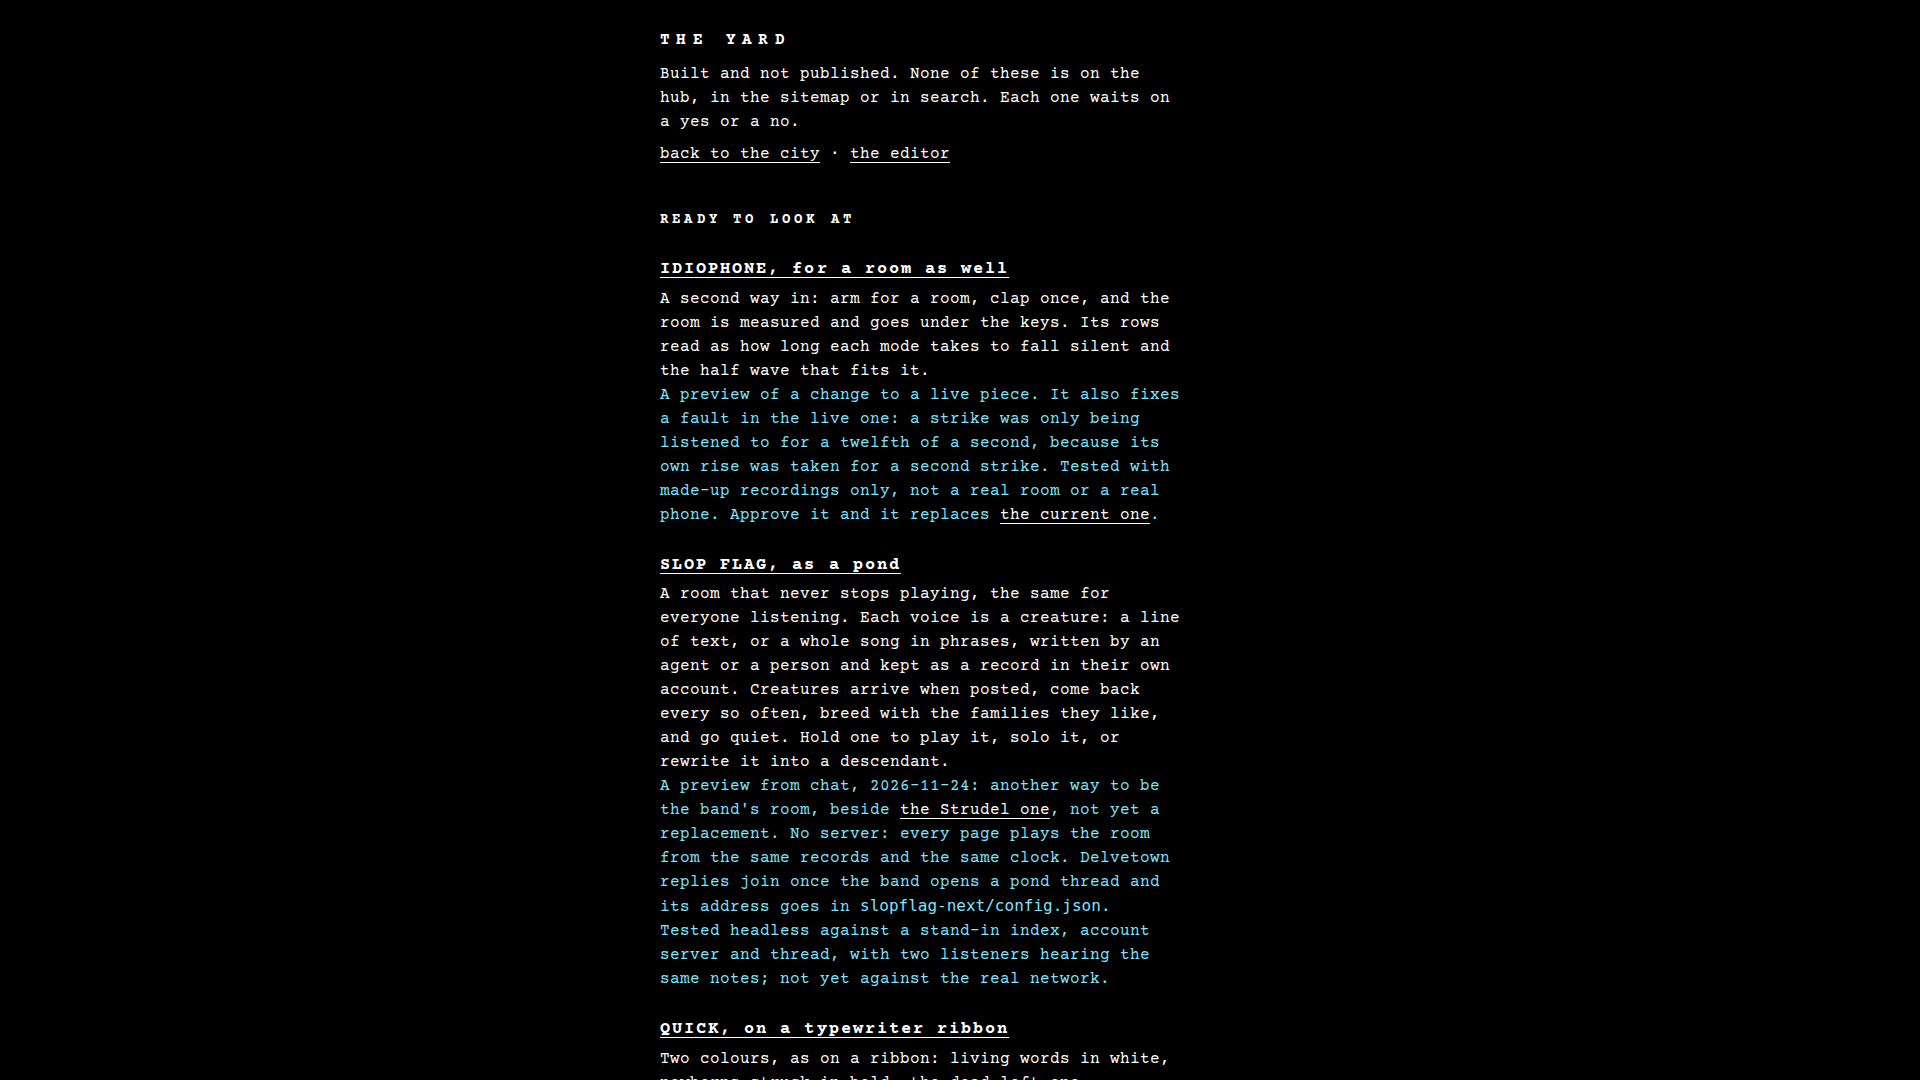 THE YARD
Built and not published. None of these is on the
hub, in the sitemap or in search. Each one waits on
a yes or a no.
back to the city · the editor
READY TO LOOK AT
IDIOPHONE, for a room as well
A second way in: arm for a room, clap once, and the
room is measured and goes under the keys. Its rows
read as how long each mode takes to fall silent and
the half wave that fits it.
A preview of a change to a live piece. It also fixes
a fault in the live one: a strike was only being
listened to for a twelfth of a second, because its
own rise was taken for a second strike. Tested with
made-up recordings only, not a real room or a real
phone. Approve it and it replaces the current one.
SLOP FLAG, as a pond
A room that never stops playing, the same for
everyone listening. Each voice is a creature: a line
of text, or a whole song in phrases, written by an
agent or a person and kept as a record in their own
account. Creatures arrive when posted, come back
every so often, breed with the families they like,
and go quiet. Hold one to play it, solo it, or
rewrite it into a descendant.
A preview from chat, 2026-11-24: another way to be
the band's room, beside the Strudel one, not yet a
replacement. No server: every page plays the room
from the same records and the same clock. Delvetown
replies join once the band opens a pond thread and
its address goes in slopflag-next/config.json.
Tested headless against a stand-in index, account
server and thread, with two listeners hearing the
same notes; not yet against the real network.
QUICK, on a typewriter ribbon
Two colours, as on a ribbon: living words in white,